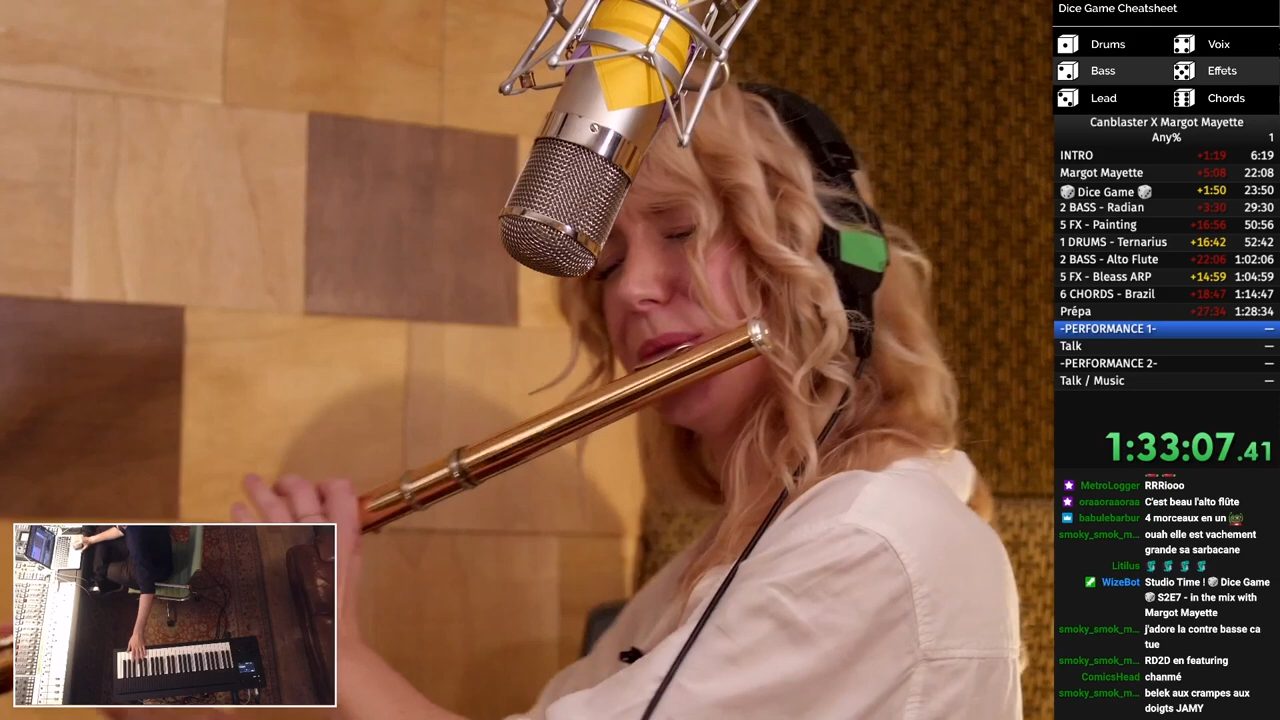 Dice Game Cheatsheet
Drums Voix
Bass Effets
Lead Chords
Canblaster X Margot Mayette
Any% 1
INTRO +1:19 6:19
Margot Mayette +5:08 22:08
🎲 Dice Game 🎲 +1:50 23:50
2 BASS - Radian +3:30 29:30
5 FX - Painting +16:56 50:56
1 DRUMS - Ternarius +16:42 52:42
2 BASS - Alto Flute +22:06 1:02:06
5 FX - Bleass ARP +14:59 1:04:59
6 CHORDS - Brazil +18:47 1:14:47
Prépa +27:34 1:28:34
-PERFORMANCE 1- —
Talk —
-PERFORMANCE 2- —
Talk / Music —
1:33:07.41
MetroLogger RRRiooo
oraoraoraoraa C'est beau l'alto flûte
babulebarbur 4 morceaux en un
smoky_smok_m... ouah elle est vachement
grande sa sarbacane
Litilus
WizeBot Studio Time ! 🎲 Dice Game
🎲 S2E7 - in the mix with
Margot Mayette
smoky_smok_m... j'adore la contre basse ca
tue
smoky_smok_m... RD2D en featuring
ComicsHead chanmé
smoky_smok_m... belek aux crampes aux
doigts JAMY